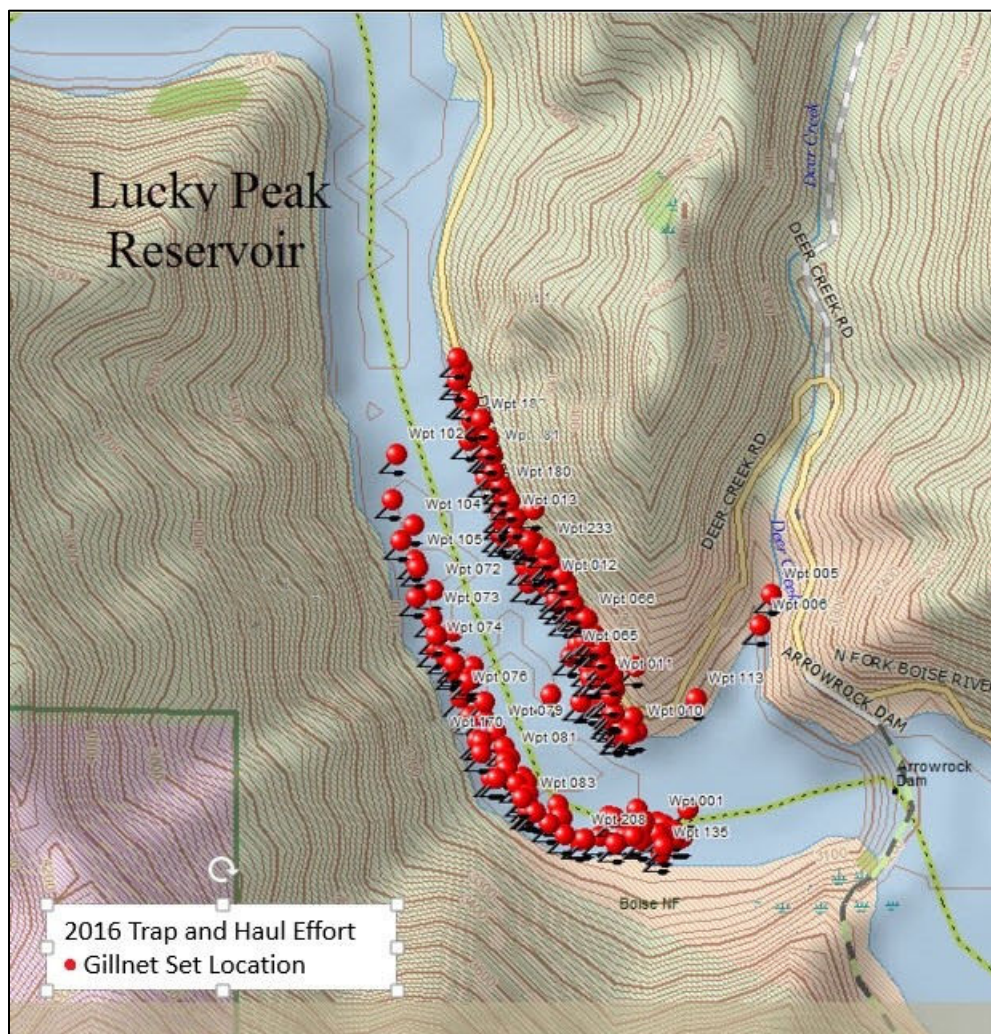 3400
Lucky Peak
Reservoir
Deer Creek
DEER CREEK RD
DEER CREEK RD
Deer Creek
Wpt 102
Wpt 180
Wpt 013
Wpt 104
Wpt 233
Wpt 105
Wpt 012
Wpt 072
Wpt 005
Wpt 073
Wpt 066
Wpt 006
Wpt 074
Wpt 065
Wpt 011
Wpt 076
Wpt 113
N FORK BOISE RIVER
ARROWROCK DAM
Wpt 079
Wpt 010
Wpt 170
Wpt 081
Arrowrock
Dam
Wpt 083
Wpt 001
Wpt 208
Wpt 135
Boise NF
2016 Trap and Haul Effort
Gillnet Set Location